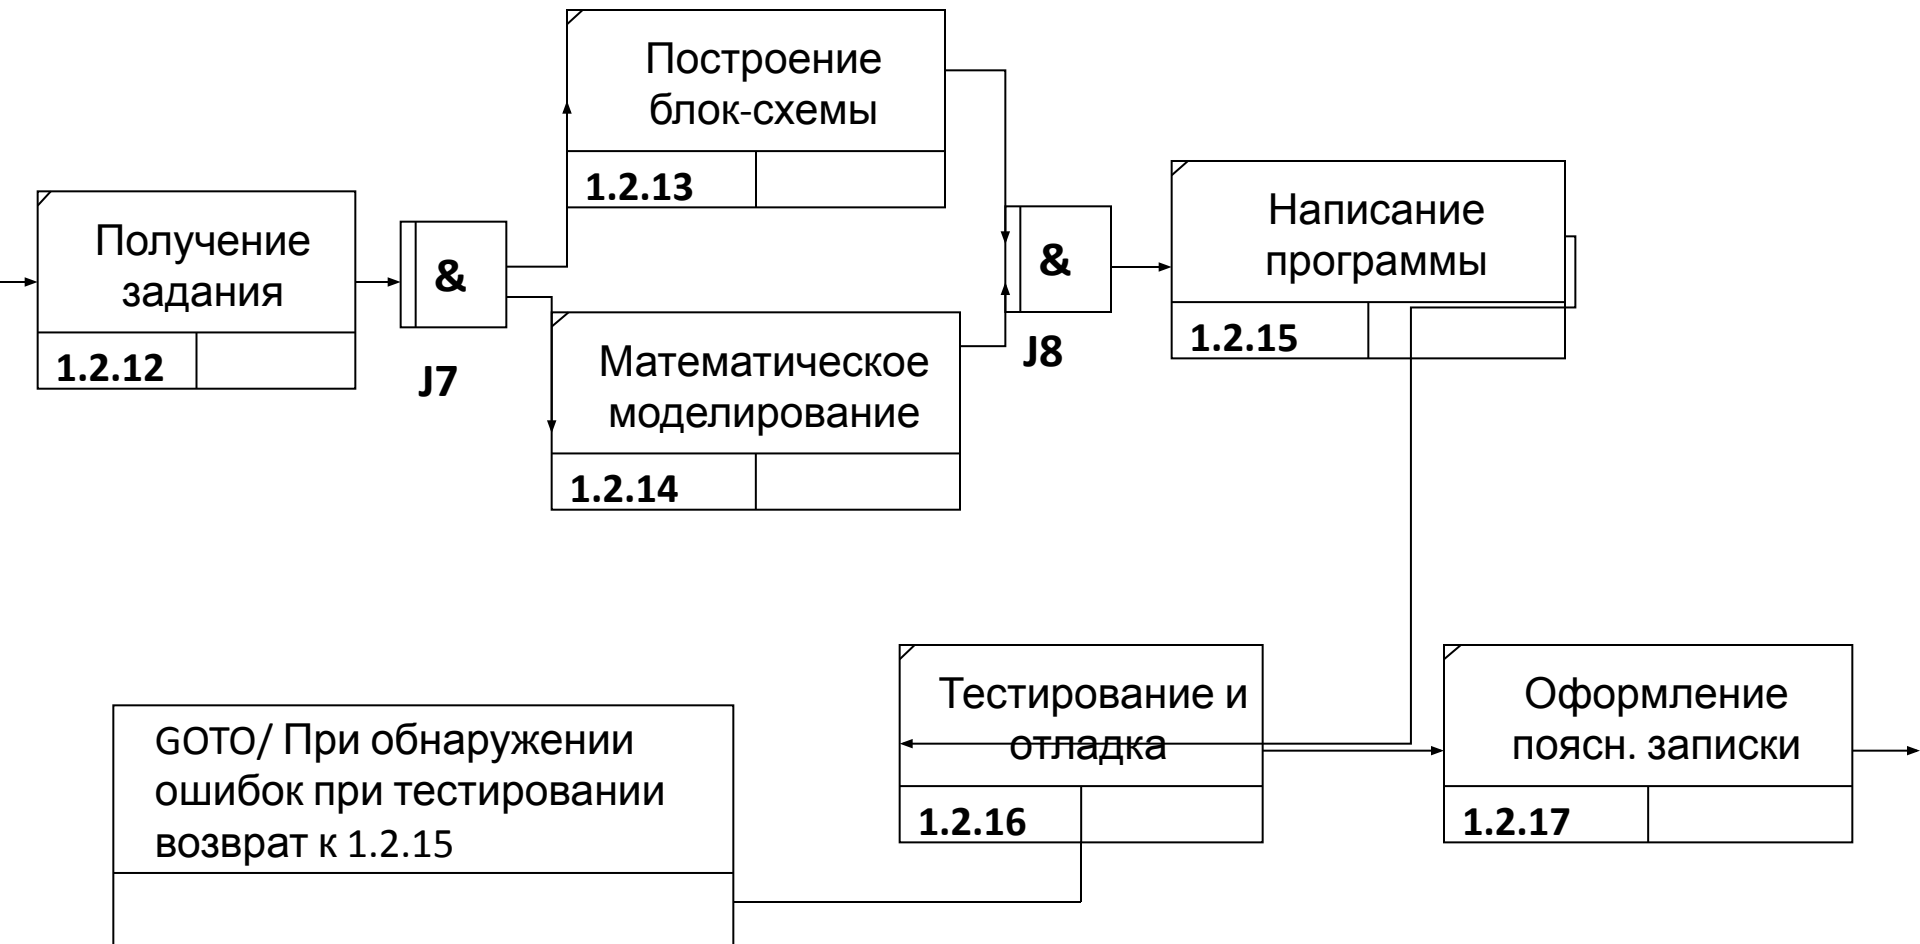 Построение
блок-схемы
1.2.13
Получение
задания
1.2.12
&
J7
Математическое
моделирование
1.2.14
&
J8
Написание
программы
1.2.15
GOTO/ При обнаружении
ошибок при тестировании
возврат к 1.2.15
Тестирование и
отладка
1.2.16
Оформление
поясн. записки
1.2.17